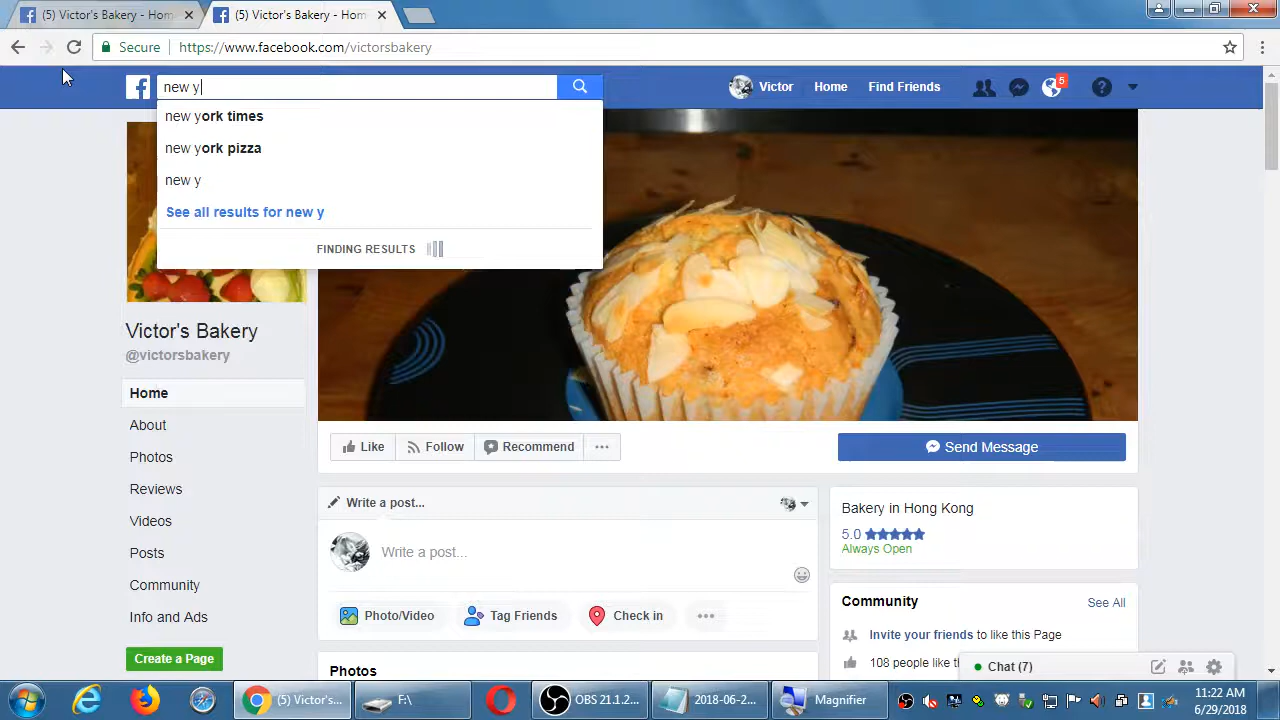 (5) Victor's Bakery - Hom
(5) Victor's Bakery - Hom
Secure
https://www.facebook.com/victorsbakery
new y
Victor
Home
Find Friends
5
new york times
new york pizza
new y
See all results for new y
FINDING RESULTS
Victor's Bakery
@victorsbakery
Home
About
Photos
Reviews
Videos
Posts
Community
Info and Ads
Create a Page
Like
Follow
Recommend
Send Message
Write a post...
Write a post...
Photo/Video
Tag Friends
Check in
Photos
Bakery in Hong Kong
5.0
Always Open
Community
See All
Invite your friends to like this Page
108 people like th
Chat (7)
(5) Victor's...
F:\
OBS 21.1.2...
2018-06-2...
Magnifier
11:22 AM
6/29/2018